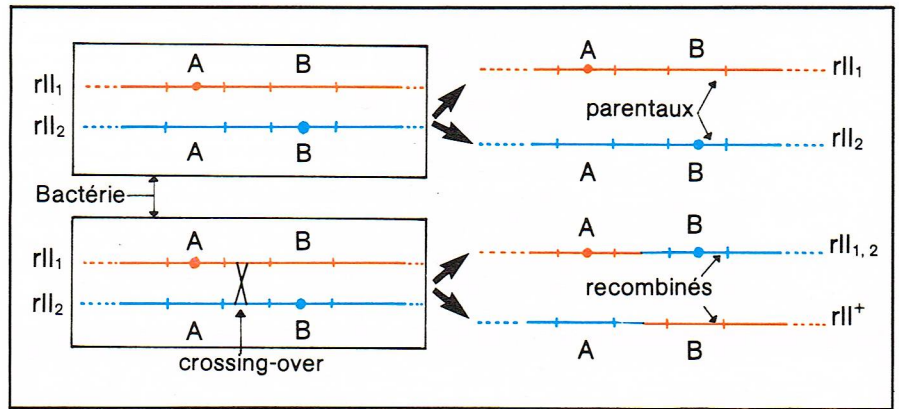 A B
rII₁
rII₂
A B
Bactérie
A B
rII₁
rII₂
A B
crossing-over
A B
rII₁
parentaux
rII₂
A B
A B
rII₁,₂
recombinés
rII⁺
A B